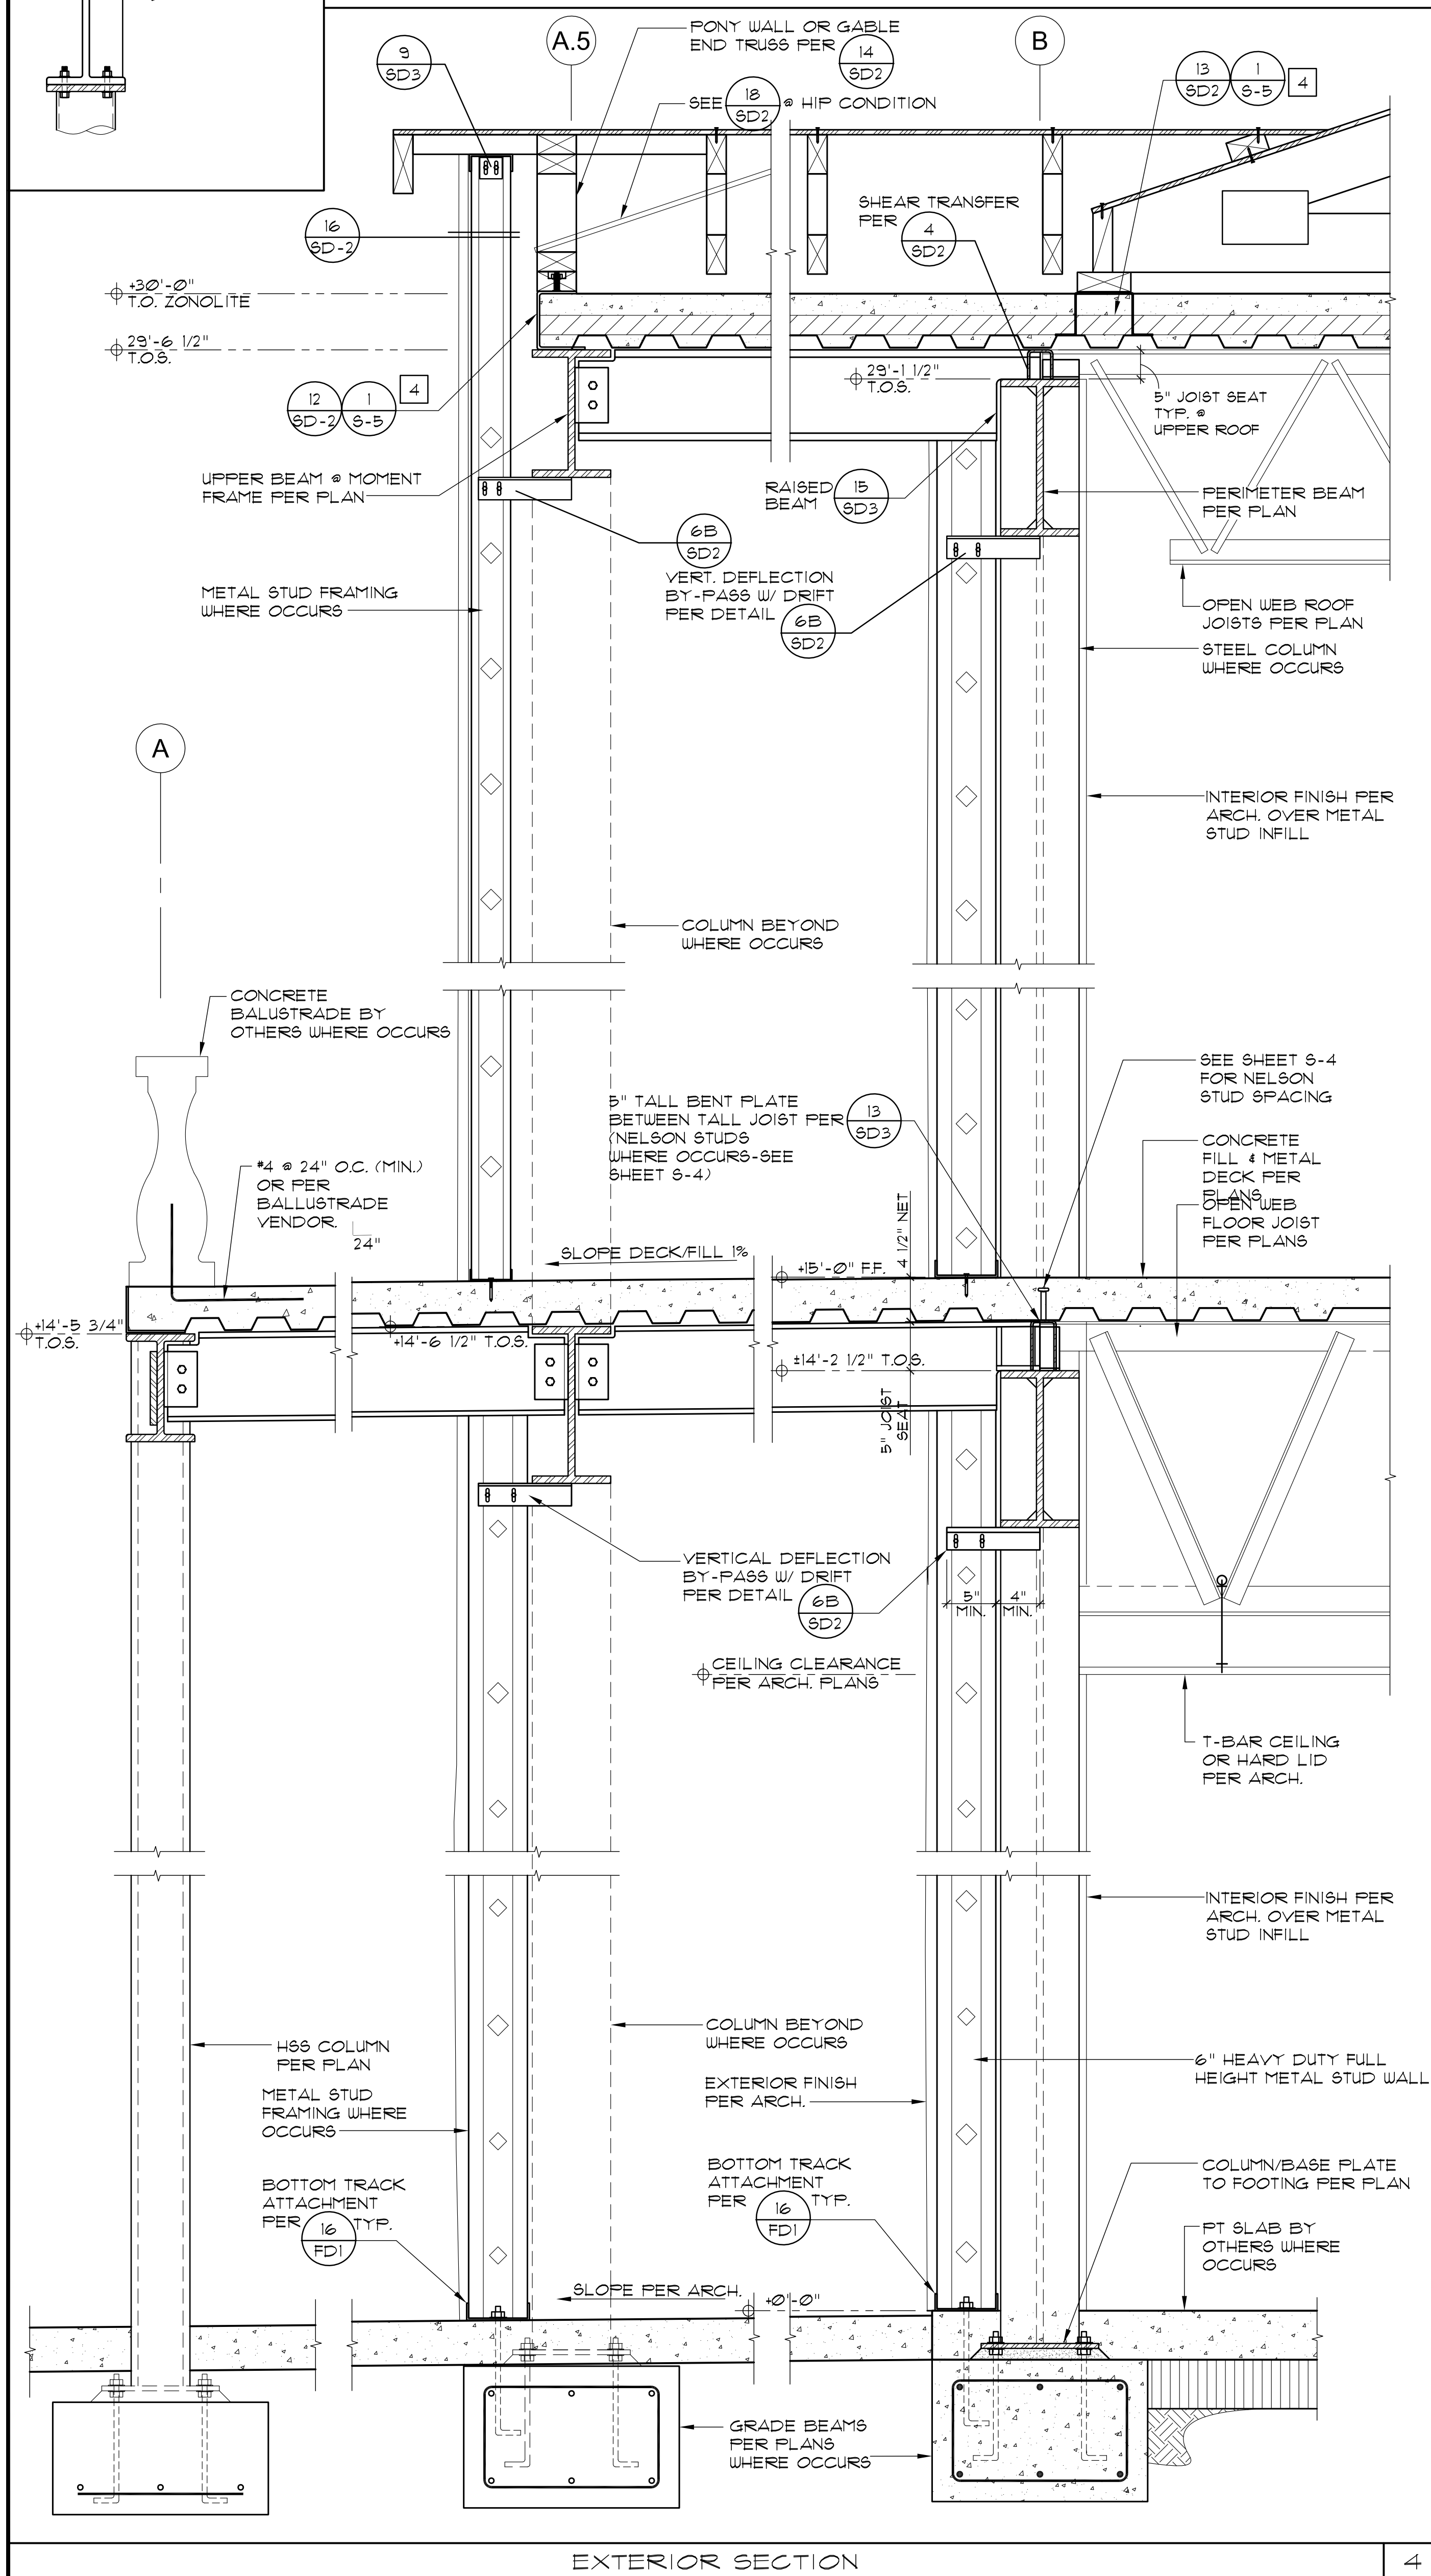 A.5
B
PONY WALL OR GABLE
END TRUSS PER
14
SD2
9
SD3
13
SD2
1
S-5
4
SEE
18
SD2
@ HIP CONDITION
SHEAR TRANSFER
PER
4
SD2
16
SD-2
+30'-0"
T.O. ZONOLITE
29'-6 1/2"
T.O.S.
29'-1 1/2"
T.O.S.
5" JOIST SEAT
TYP. @
UPPER ROOF
12
SD-2
1
S-5
4
UPPER BEAM @ MOMENT
FRAME PER PLAN
RAISED
BEAM
15
SD3
PERIMETER BEAM
PER PLAN
6B
SD2
VERT. DEFLECTION
BY-PASS W/ DRIFT
PER DETAIL
6B
SD2
METAL STUD FRAMING
WHERE OCCURS
OPEN WEB ROOF
JOISTS PER PLAN
STEEL COLUMN
WHERE OCCURS
A
INTERIOR FINISH PER
ARCH. OVER METAL
STUD INFILL
COLUMN BEYOND
WHERE OCCURS
CONCRETE
BALUSTRADE BY
OTHERS WHERE OCCURS
SEE SHEET S-4
FOR NELSON
STUD SPACING
5" TALL BENT PLATE
BETWEEN TALL JOIST PER
(NELSON STUDS
WHERE OCCURS-SEE
SHEET S-4)
13
SD3
CONCRETE
FILL & METAL
DECK PER
PLANS
OPEN WEB
FLOOR JOIST
PER PLANS
#4 @ 24" O.C. (MIN.)
OR PER
BALLUSTRADE
VENDOR.
24"
4 1/2" NET
SLOPE DECK/FILL 1%
+15'-0" F.F.
+14'-5 3/4"
T.O.S.
+14'-6 1/2" T.O.S.
±14'-2 1/2" T.O.S.
5" JOIST
SEAT
VERTICAL DEFLECTION
BY-PASS W/ DRIFT
PER DETAIL
6B
SD2
5"
MIN.
4"
MIN.
CEILING CLEARANCE
PER ARCH. PLANS
T-BAR CEILING
OR HARD LID
PER ARCH.
INTERIOR FINISH PER
ARCH. OVER METAL
STUD INFILL
HSS COLUMN
PER PLAN
COLUMN BEYOND
WHERE OCCURS
6" HEAVY DUTY FULL
HEIGHT METAL STUD WALL
METAL STUD
FRAMING WHERE
OCCURS
EXTERIOR FINISH
PER ARCH.
BOTTOM TRACK
ATTACHMENT
PER
16
FD1
TYP.
BOTTOM TRACK
ATTACHMENT
PER
16
FD1
TYP.
COLUMN/BASE PLATE
TO FOOTING PER PLAN
PT SLAB BY
OTHERS WHERE
OCCURS
SLOPE PER ARCH.
+0'-0"
GRADE BEAMS
PER PLANS
WHERE OCCURS
EXTERIOR SECTION
4